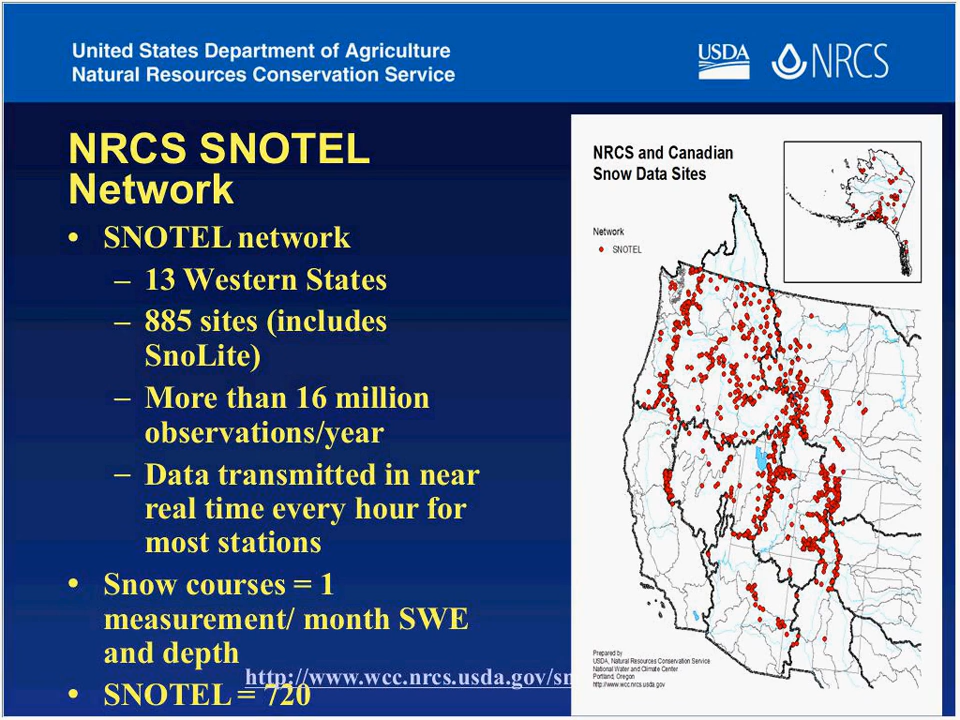 United States Department of Agriculture
Natural Resources Conservation Service
USDA
NRCS
NRCS SNOTEL
Network
• SNOTEL network
– 13 Western States
– 885 sites (includes
SnoLite)
– More than 16 million
observations/year
– Data transmitted in near
real time every hour for
most stations
• Snow courses = 1
measurement/ month SWE
and depth
http://www.wcc.nrcs.usda.gov/sn
• SNOTEL = 720
NRCS and Canadian
Snow Data Sites
Network
SNOTEL
Prepared by
USDA, Natural Resources Conservation Service
National Water and Climate Center
Portland, Oregon
http://www.wcc.nrcs.usda.gov